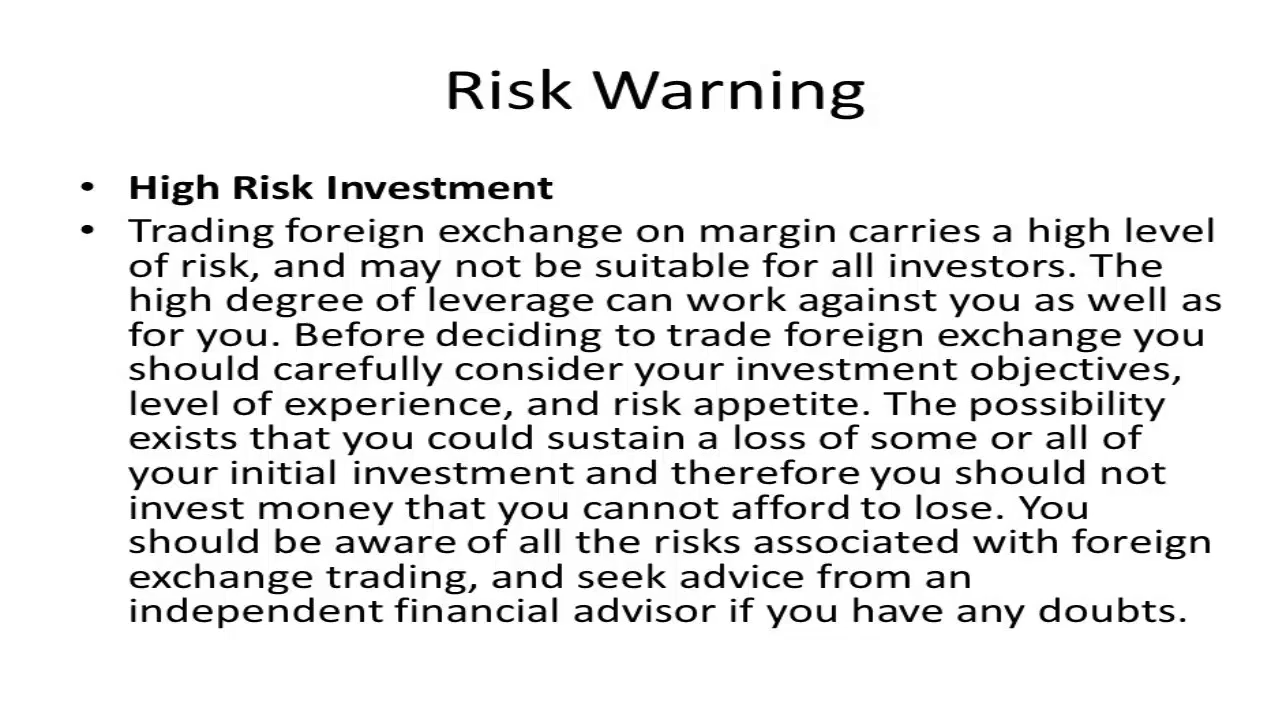 Risk Warning
• High Risk Investment
• Trading foreign exchange on margin carries a high level
of risk, and may not be suitable for all investors. The
high degree of leverage can work against you as well as
for you. Before deciding to trade foreign exchange you
should carefully consider your investment objectives,
level of experience, and risk appetite. The possibility
exists that you could sustain a loss of some or all of
your initial investment and therefore you should not
invest money that you cannot afford to lose. You
should be aware of all the risks associated with foreign
exchange trading, and seek advice from an
independent financial advisor if you have any doubts.